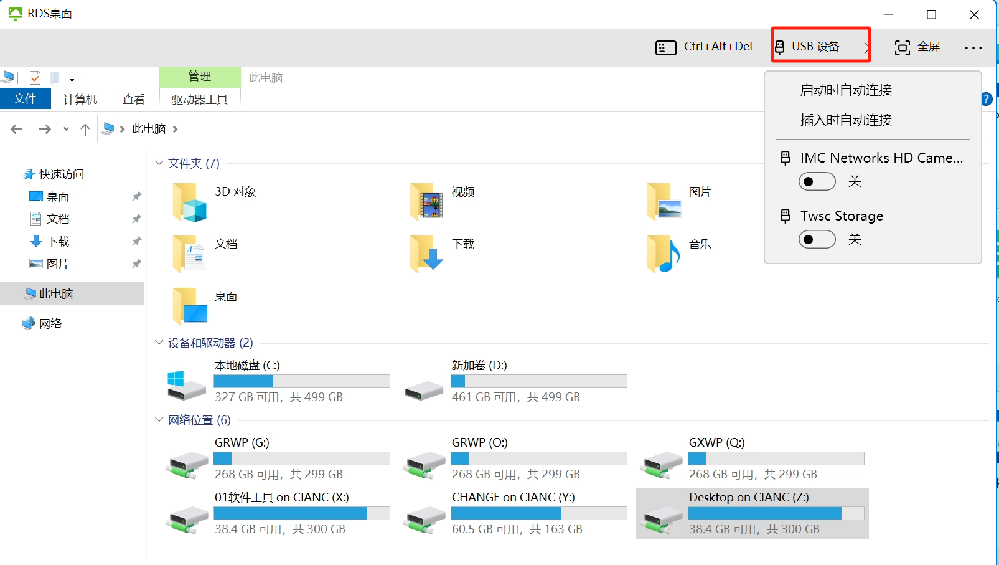 RDS桌面
Ctrl+Alt+Del
USB 设备
全屏
管理
此电脑
文件
计算机
查看
驱动器工具
此电脑
启动时自动连接
插入时自动连接
IMC Networks HD Came...
关
Twsc Storage
关
快速访问
桌面
文档
下载
图片
此电脑
网络
文件夹 (7)
3D 对象
视频
图片
文档
下载
音乐
桌面
设备和驱动器 (2)
本地磁盘 (C:)
327 GB 可用，共 499 GB
新加卷 (D:)
461 GB 可用，共 499 GB
网络位置 (6)
GRWP (G:)
268 GB 可用，共 299 GB
GRWP (O:)
268 GB 可用，共 299 GB
GXWP (Q:)
268 GB 可用，共 299 GB
01软件工具 on CIANC (X:)
38.4 GB 可用，共 300 GB
CHANGE on CIANC (Y:)
60.5 GB 可用，共 163 GB
Desktop on CIANC (Z:)
38.4 GB 可用，共 300 GB